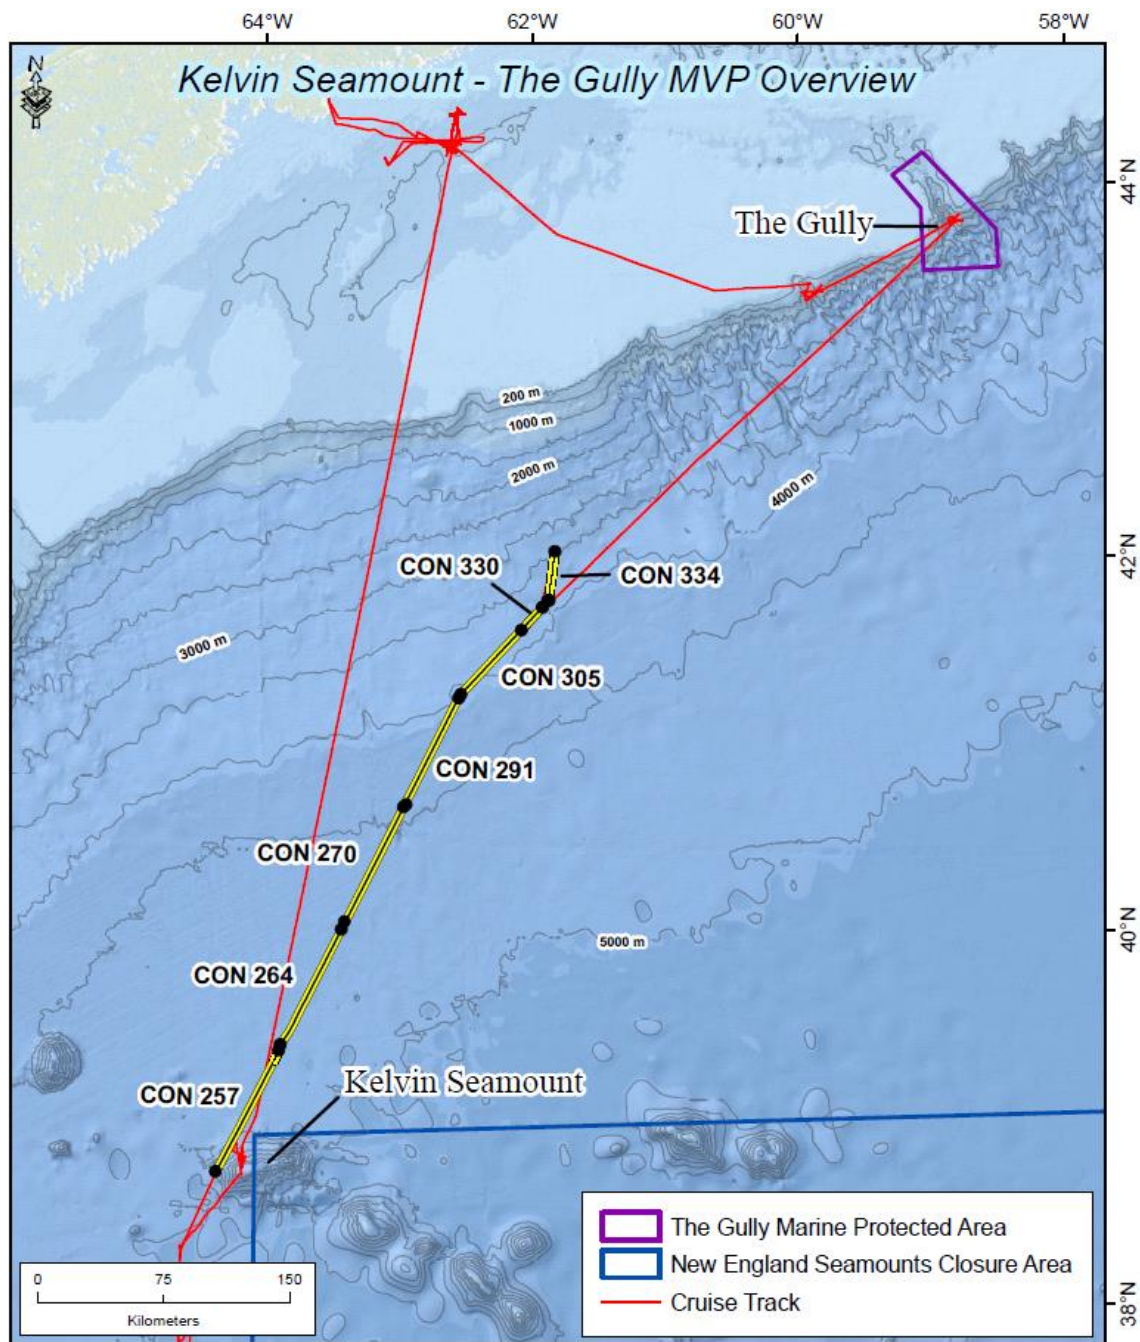 64°W
62°W
60°W
58°W
N
Kelvin Seamount - The Gully MVP Overview
44°N
The Gully
200 m
1000 m
2000 m
4000 m
42°N
CON 330
CON 334
3000 m
CON 305
CON 291
CON 270
40°N
5000 m
CON 264
CON 257
Kelvin Seamount
The Gully Marine Protected Area
New England Seamounts Closure Area
Cruise Track
0 75 150
Kilometers
38°N